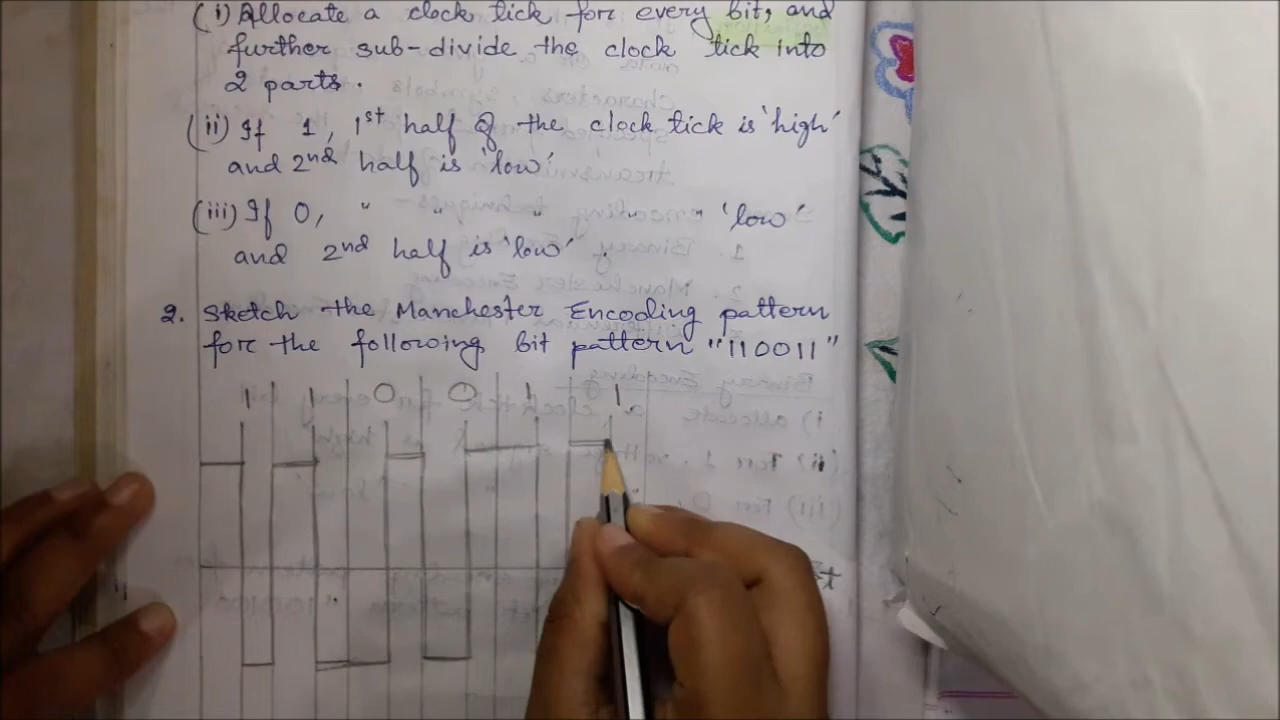 (i) Allocate a clock tick for every bit, and
further sub-divide the clock tick into
2 parts.
(ii) If 1, 1st half of the clock tick is 'high'
and 2nd half is 'low'
(iii) If 0, " " " " " 'low'
and 2nd half is 'low'.
2. Sketch the Manchester Encoding pattern
for the following bit pattern "110011"
1 1 0 0 1 1